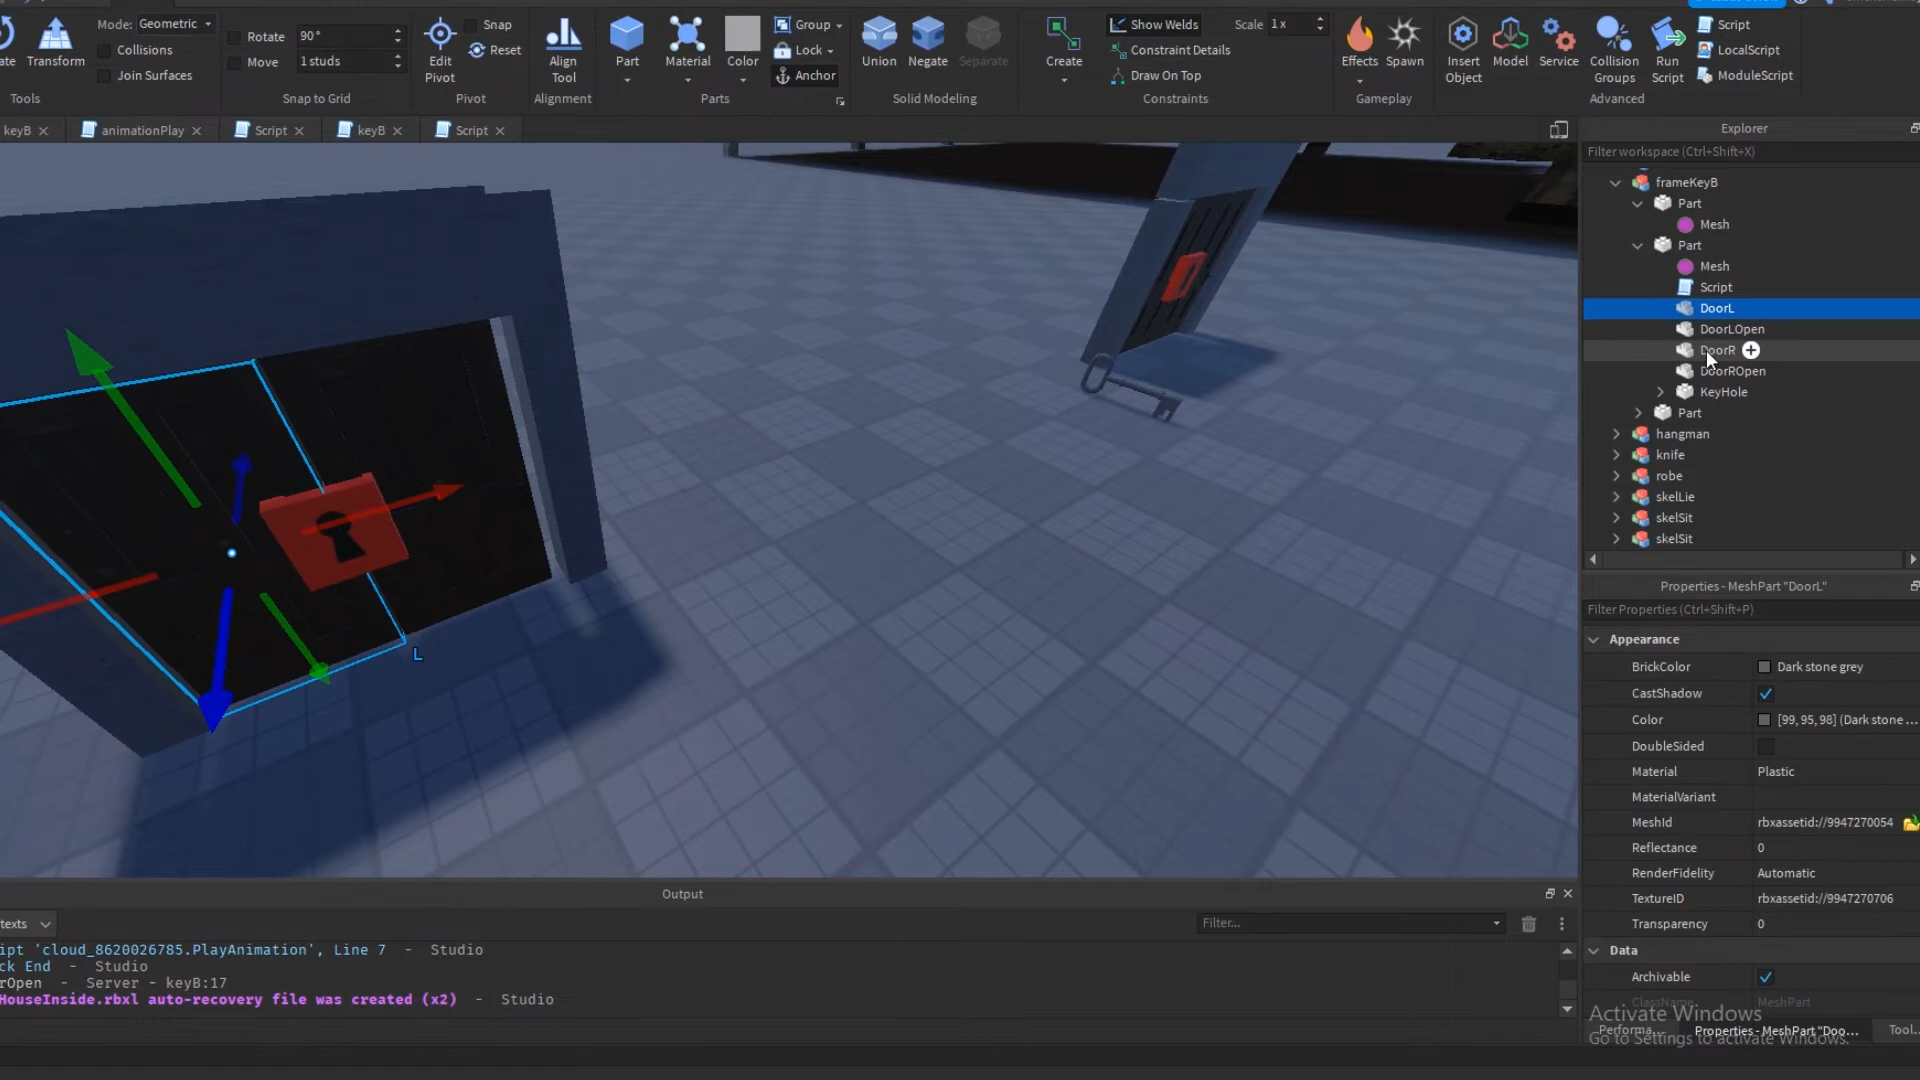 Mode: Geometric
Collisions
Join Surfaces
Transform
Tools
Rotate 90°
Move 1 studs
Snap to Grid
Snap
Reset
Edit Pivot
Pivot
Align Tool
Alignment
Part
Material
Color
Group
Lock
Anchor
Parts
Union
Negate
Separate
Solid Modeling
Create
Show Welds
Constraint Details
Draw On Top
Scale 1x
Constraints
Effects
Spawn
Gameplay
Insert Object
Model
Service
Collision Groups
Run Script
Script
LocalScript
ModuleScript
Advanced
keyB
animationPlay
Script
keyB
Script
Explorer
Filter workspace (Ctrl+Shift+X)
frameKeyB
Part
Mesh
Part
Mesh
Script
DoorL
DoorLOpen
DoorR
DoorROpen
KeyHole
Part
hangman
knife
robe
skelLie
skelSit
skelSit
L
Properties - MeshPart "DoorL"
Filter Properties (Ctrl+Shift+P)
Appearance
BrickColor Dark stone grey
CastShadow
Color [99, 95, 98] (Dark stone ...
DoubleSided
Material Plastic
MaterialVariant
MeshId rbxassetid://9947270054
Reflectance 0
RenderFidelity Automatic
TextureID rbxassetid://9947270706
Transparency 0
Data
Archivable
ClassName MeshPart
Activate Windows
Go to Settings to activate Windows.
Performa...
Properties - MeshPart "Doo...
Tool...
Output
texts
Filter...
ipt 'cloud_8620026785.PlayAnimation', Line 7 - Studio
ck End - Studio
rOpen - Server - keyB:17
HouseInside.rbxl auto-recovery file was created (x2) - Studio